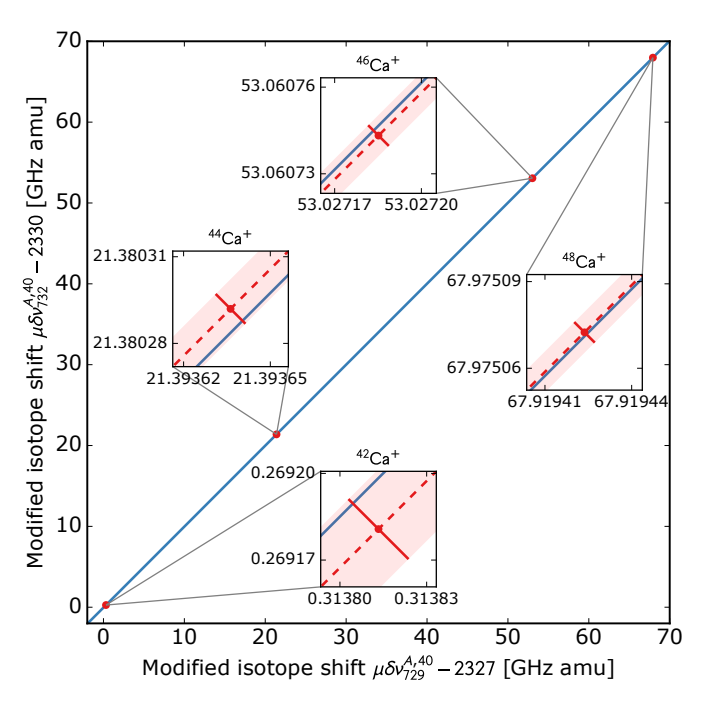 70
60
50
40
30
20
10
0
0 10 20 30 40 50 60 70
Modified isotope shift μδν_{732}^{A,40} − 2330 [GHz amu]
Modified isotope shift μδν_{729}^{A,40} − 2327 [GHz amu]
⁴⁶Ca⁺
53.06076
53.06073
53.02717 53.02720
⁴⁴Ca⁺
21.38031
21.38028
21.39362 21.39365
⁴⁸Ca⁺
67.97509
67.97506
67.91941 67.91944
⁴²Ca⁺
0.26920
0.26917
0.31380 0.31383